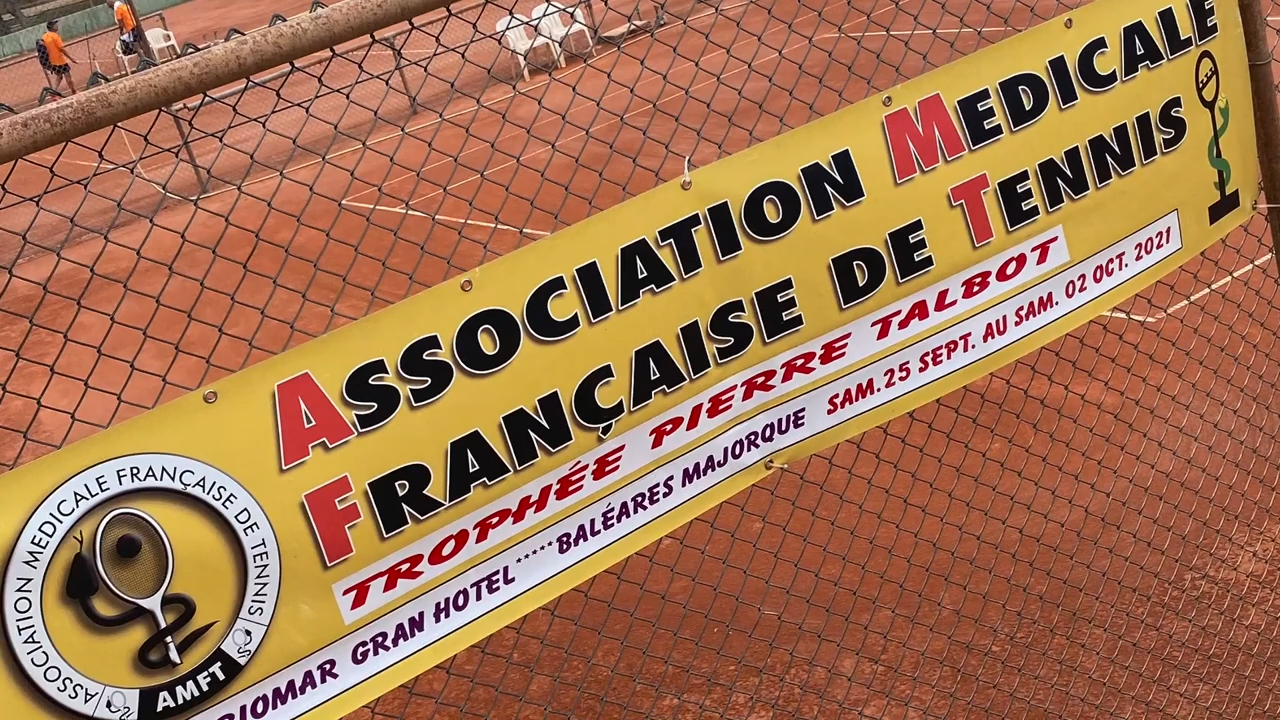 ASSOCIATION MEDICALE
FRANÇAISE DE TENNIS
TROPHÉE PIERRE TALBOT
GRAN HOTEL***** BALÉARES MAJORQUE SAM. 25 SEPT. AU SAM. 02 OCT. 2021
ASSOCIATION MEDICALE FRANÇAISE DE TENNIS
AMFT